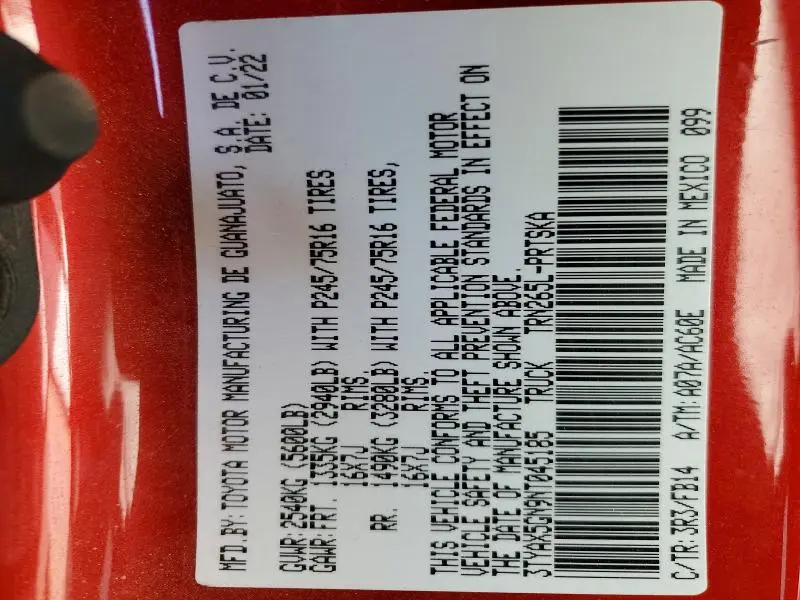 MFD.BY:TOYOTA MOTOR MANUFACTURING DE GUANAJUATO, S.A. DE C.V.
DATE: 01/22
GVWR:2540KG (5600LB)
GAWR:FRT. 1335KG (2940LB) WITH P245/75R16 TIRES
16X7J RIMS,
RR. 1490KG (3280LB) WITH P245/75R16 TIRES,
16X7J RIMS.
THIS VEHICLE CONFORMS TO ALL APPLICABLE FEDERAL MOTOR
VEHICLE SAFETY AND THEFT PREVENTION STANDARDS IN EFFECT ON
THE DATE OF MANUFACTURE SHOWN ABOVE.
3TYAX5GN9NT045185 TRUCK TRN265L-PRTSKA
C/TR:3R3/FB14 A/TM:A07A/AC60E MADE IN MEXICO 099